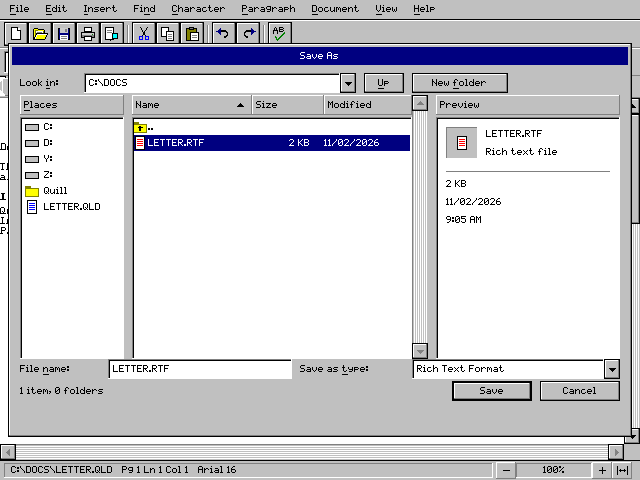 File Edit Insert Find Character Paragraph Document View Help
Save As
Look in: C:\DOCS Up New folder
Places Name Size Modified Preview
C:
D:
Y:
Z:
Quill
LETTER.QLD
..
LETTER.RTF 2 KB 11/02/2026
LETTER.RTF
Rich text file
2 KB
11/02/2026
9:05 AM
File name: LETTER.RTF Save as type: Rich Text Format
1 item, 0 folders Save Cancel
C:\DOCS\LETTER.QLD Pg 1 Ln 1 Col 1 Arial 16 100%